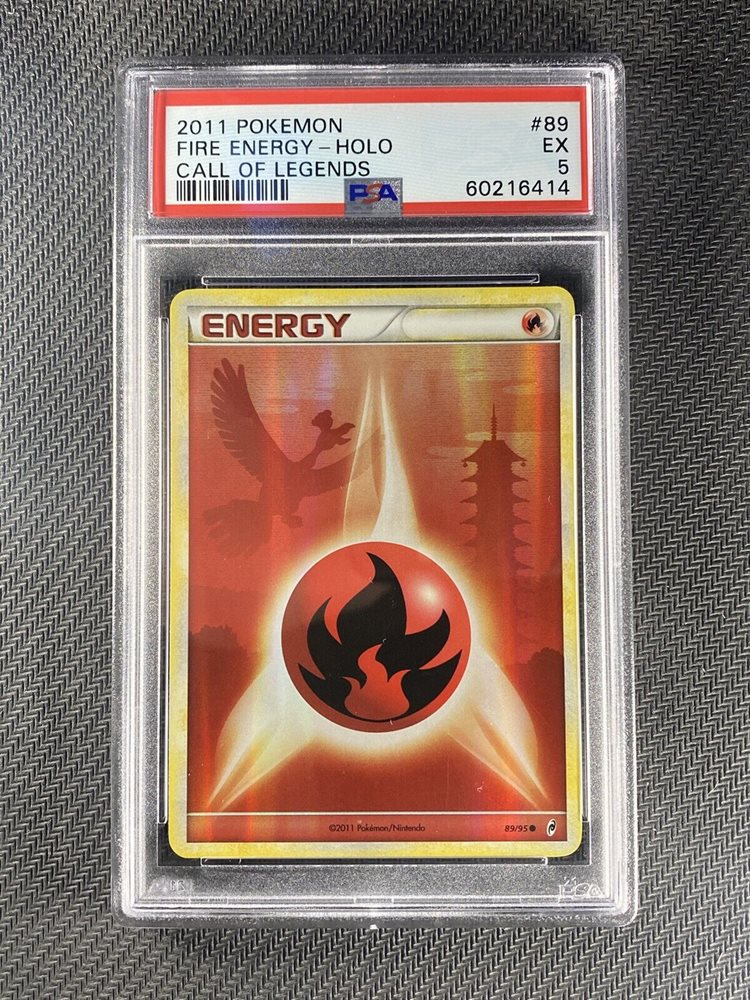 2011 POKEMON #89
FIRE ENERGY - HOLO EX
CALL OF LEGENDS 5
PSA 60216414
ENERGY
©2011 Pokémon/Nintendo 89/95